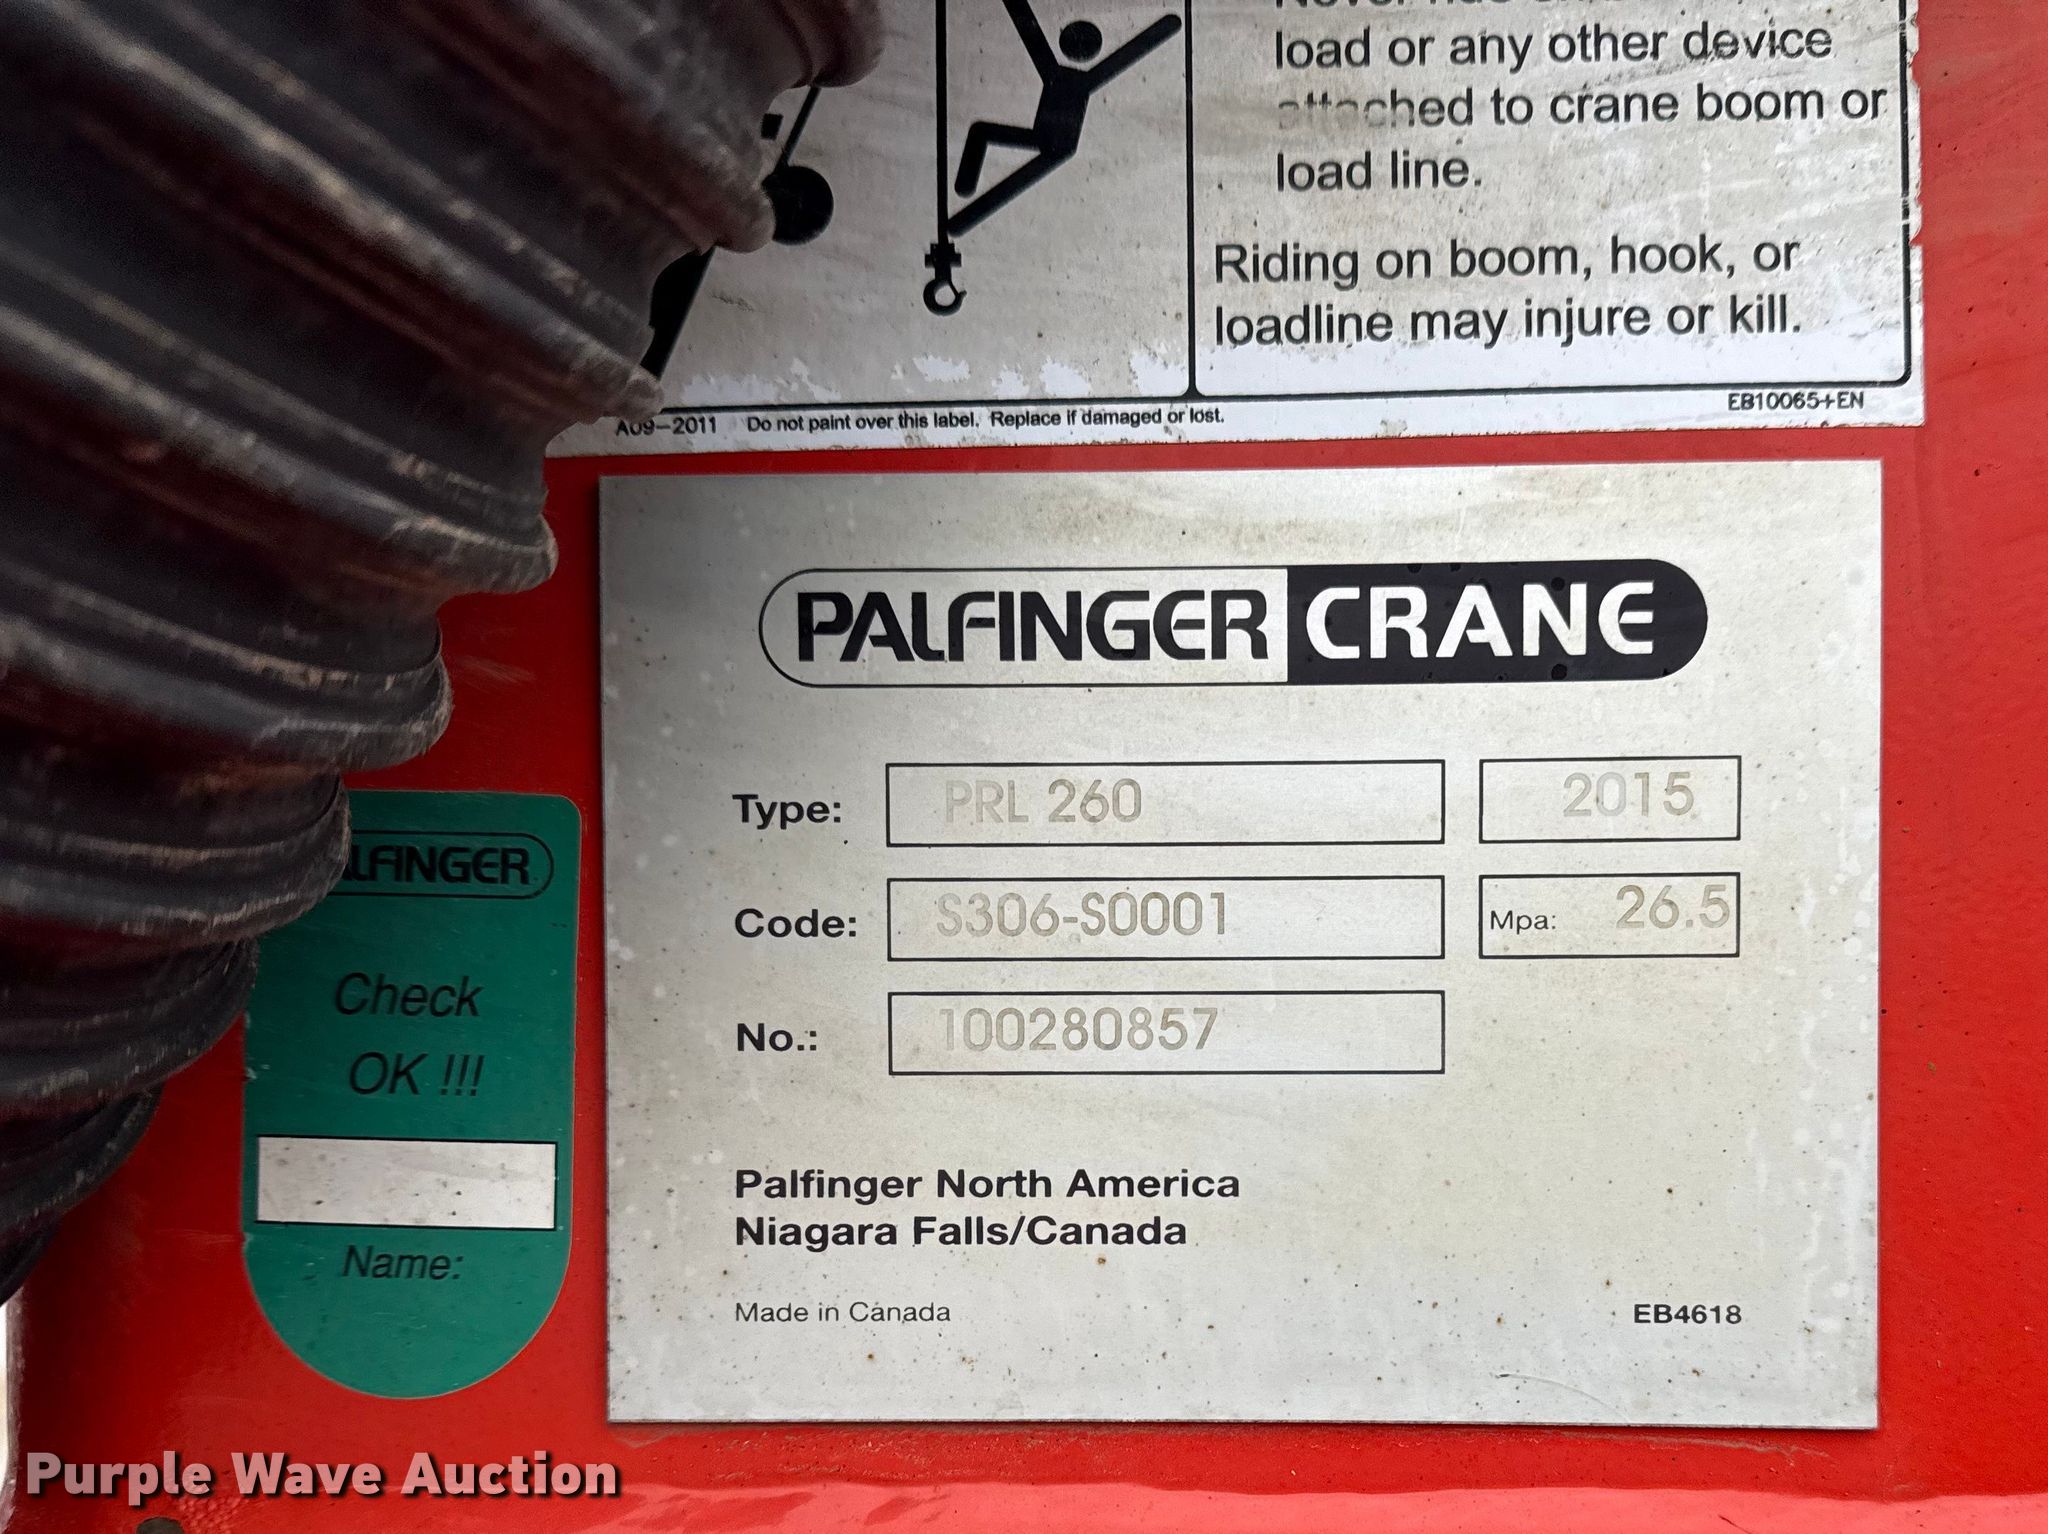 load or any other device
attached to crane boom or
load line.
Riding on boom, hook, or
loadline may injure or kill.
A09-2011 Do not paint over this label. Replace if damaged or lost.
EB10065+EN
PALFINGER CRANE
Type: PRL 260 2015
Code: S306-S0001 Mpa: 26.5
No.: 100280857
Palfinger North America
Niagara Falls/Canada
Made in Canada EB4618
LFINGER
Check
OK !!!
Name:
Purple Wave Auction